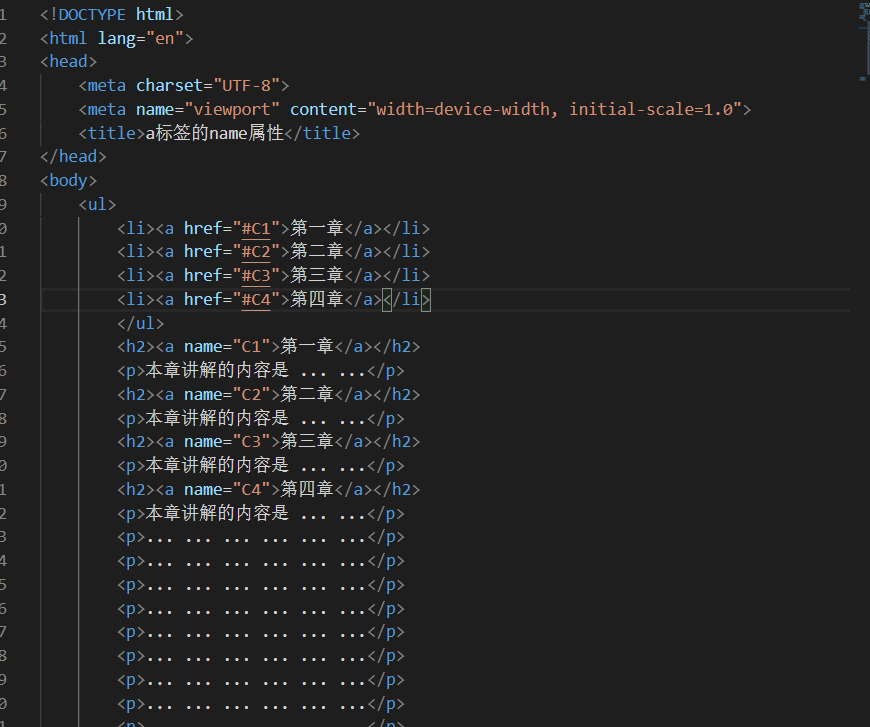 1 <!DOCTYPE html>
2 <html lang="en">
3 <head>
4     <meta charset="UTF-8">
5     <meta name="viewport" content="width=device-width, initial-scale=1.0">
6     <title>a标签的name属性</title>
7 </head>
8 <body>
9     <ul>
0         <li><a href="#C1">第一章</a></li>
1         <li><a href="#C2">第二章</a></li>
2         <li><a href="#C3">第三章</a></li>
3         <li><a href="#C4">第四章</a></li>
4         </ul>
5         <h2><a name="C1">第一章</a></h2>
6         <p>本章讲解的内容是 ... ...</p>
7         <h2><a name="C2">第二章</a></h2>
8         <p>本章讲解的内容是 ... ...</p>
9         <h2><a name="C3">第三章</a></h2>
0         <p>本章讲解的内容是 ... ...</p>
1         <h2><a name="C4">第四章</a></h2>
2         <p>本章讲解的内容是 ... ...</p>
3         <p>... ... ... ... ... ...</p>
4         <p>... ... ... ... ... ...</p>
5         <p>... ... ... ... ... ...</p>
6         <p>... ... ... ... ... ...</p>
7         <p>... ... ... ... ... ...</p>
8         <p>... ... ... ... ... ...</p>
9         <p>... ... ... ... ... ...</p>
0         <p>... ... ... ... ... ...</p>